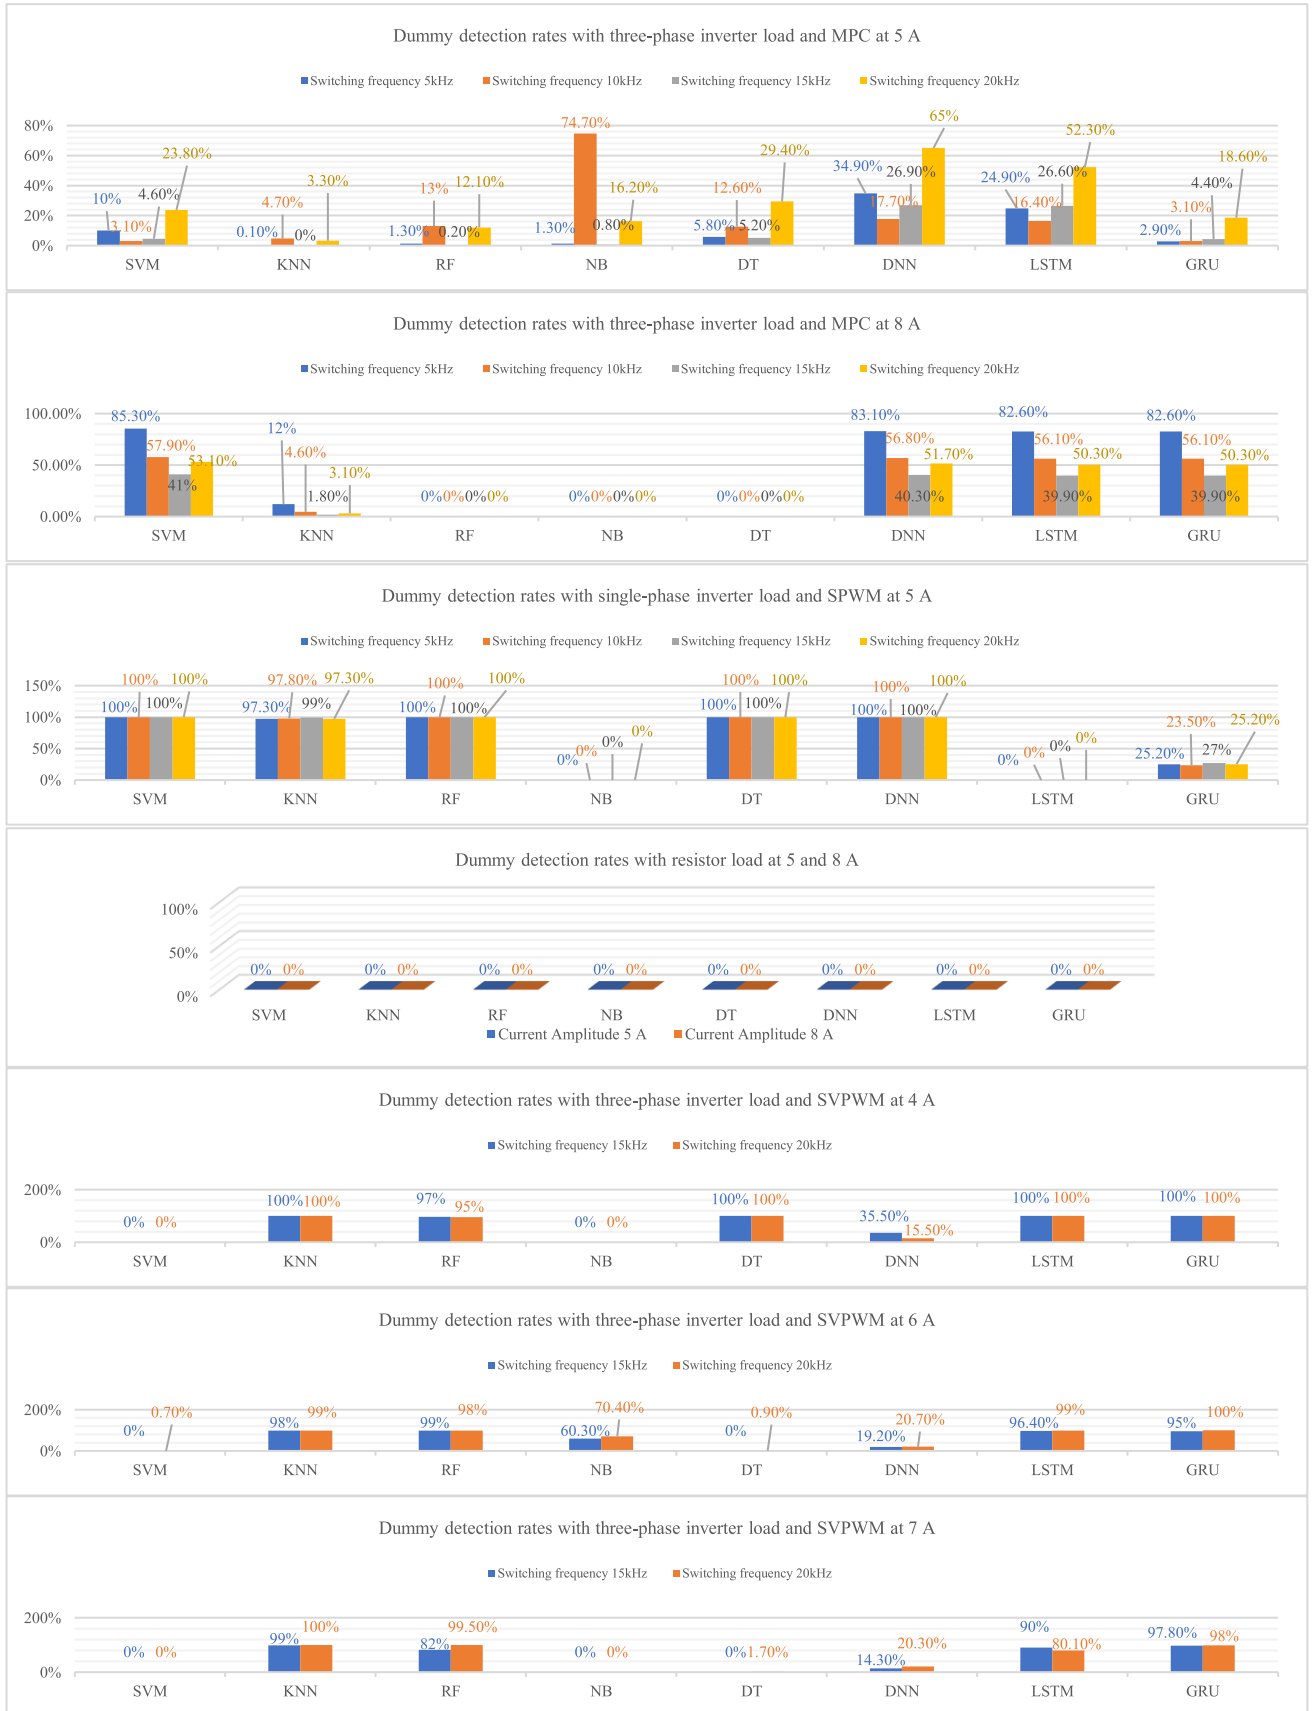 Dummy detection rates with three-phase inverter load and MPC at 5 A
Switching frequency 5kHz Switching frequency 10kHz Switching frequency 15kHz Switching frequency 20kHz
80%
60%
40%
20%
0%
10% 3.10% 4.60% 23.80%
0.10% 4.70% 0% 3.30%
1.30% 13% 0.20% 12.10%
1.30% 74.70% 0.80% 16.20%
5.80% 12.60% 5.20% 29.40%
34.90% 17.70% 26.90% 65%
24.90% 16.40% 26.60% 52.30%
2.90% 3.10% 4.40% 18.60%
SVM KNN RF NB DT DNN LSTM GRU
Dummy detection rates with three-phase inverter load and MPC at 8 A
Switching frequency 5kHz Switching frequency 10kHz Switching frequency 15kHz Switching frequency 20kHz
100.00%
50.00%
0.00%
85.30% 57.90% 41% 53.10%
12% 4.60% 1.80% 3.10%
0% 0% 0% 0%
0% 0% 0% 0%
0% 0% 0% 0%
83.10% 56.80% 40.30% 51.70%
82.60% 56.10% 39.90% 50.30%
82.60% 56.10% 39.90% 50.30%
SVM KNN RF NB DT DNN LSTM GRU
Dummy detection rates with single-phase inverter load and SPWM at 5 A
Switching frequency 5kHz Switching frequency 10kHz Switching frequency 15kHz Switching frequency 20kHz
150%
100%
50%
0%
100% 100% 100% 100%
97.30% 97.80% 99% 97.30%
100% 100% 100% 100%
0% 0% 0% 0%
100% 100% 100% 100%
100% 100% 100% 100%
0% 0% 0% 0%
25.20% 23.50% 27% 25.20%
SVM KNN RF NB DT DNN LSTM GRU
Dummy detection rates with resistor load at 5 and 8 A
100%
50%
0%
0% 0% 0% 0% 0% 0% 0% 0% 0% 0% 0% 0% 0% 0% 0% 0%
SVM KNN RF NB DT DNN LSTM GRU
Current Amplitude 5 A Current Amplitude 8 A
Dummy detection rates with three-phase inverter load and SVPWM at 4 A
Switching frequency 15kHz Switching frequency 20kHz
200%
0%
0% 0% 100% 100% 97% 95% 0% 0% 100% 100% 35.50% 15.50% 100% 100% 100% 100%
SVM KNN RF NB DT DNN LSTM GRU
Dummy detection rates with three-phase inverter load and SVPWM at 6 A
Switching frequency 15kHz Switching frequency 20kHz
200%
0%
0% 0.70% 98% 99% 99% 98% 60.30% 70.40% 0% 0.90% 19.20% 20.70% 96.40% 99% 95% 100%
SVM KNN RF NB DT DNN LSTM GRU
Dummy detection rates with three-phase inverter load and SVPWM at 7 A
Switching frequency 15kHz Switching frequency 20kHz
200%
0%
0% 0% 99% 100% 82% 99.50% 0% 0% 0% 1.70% 14.30% 20.30% 90% 80.10% 97.80% 98%
SVM KNN RF NB DT DNN LSTM GRU